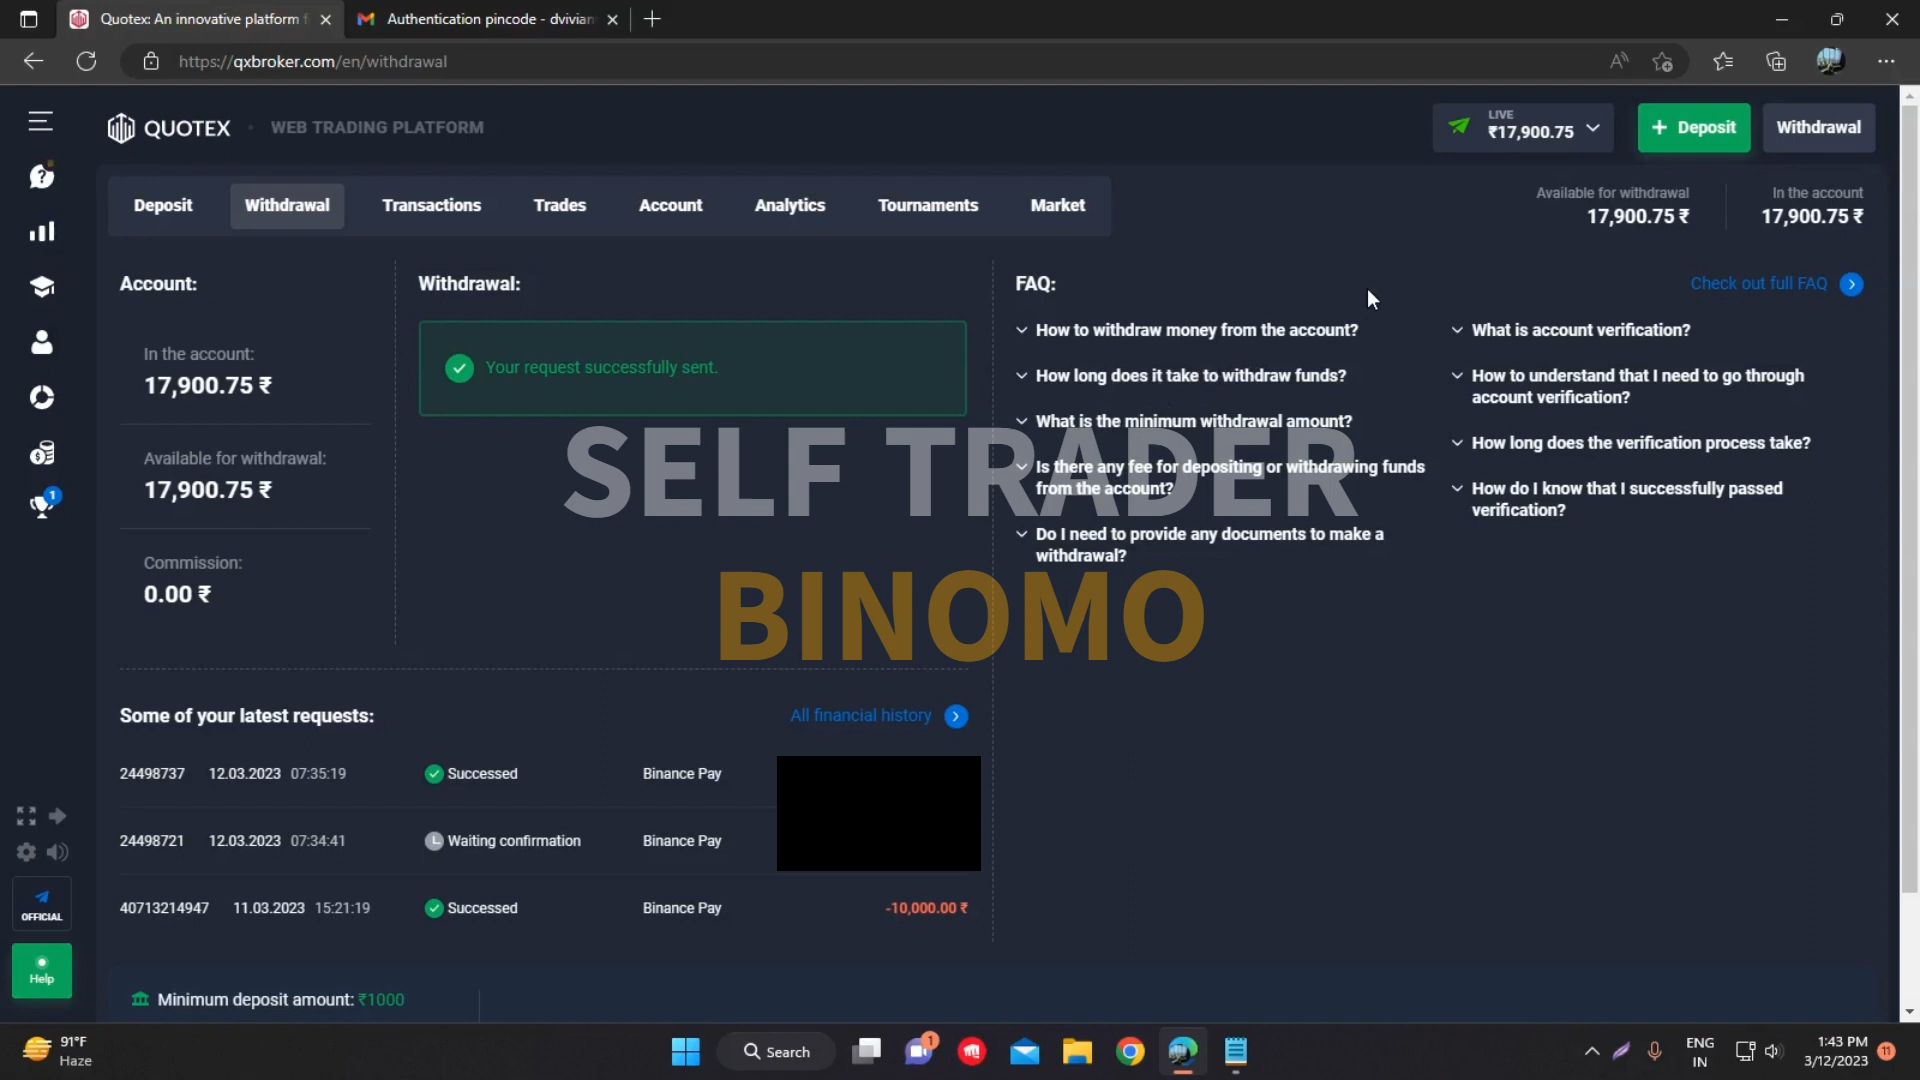 Quotex: An innovative platform f
Authentication pincode - dvivian
https://qxbroker.com/en/withdrawal
QUOTEX
WEB TRADING PLATFORM
LIVE
₹17,900.75
+ Deposit
Withdrawal
Deposit
Withdrawal
Transactions
Trades
Account
Analytics
Tournaments
Market
Available for withdrawal
17,900.75 ₹
In the account
17,900.75 ₹
Account:
In the account:
17,900.75 ₹
Available for withdrawal:
17,900.75 ₹
Commission:
0.00 ₹
Withdrawal:
Your request successfully sent.
FAQ:
Check out full FAQ
How to withdraw money from the account?
How long does it take to withdraw funds?
What is the minimum withdrawal amount?
Is there any fee for depositing or withdrawing funds
from the account?
Do I need to provide any documents to make a
withdrawal?
What is account verification?
How to understand that I need to go through
account verification?
How long does the verification process take?
How do I know that I successfully passed
verification?
SELF TRADER
BINOMO
Some of your latest requests:
All financial history
24498737 12.03.2023 07:35:19 Successed Binance Pay
24498721 12.03.2023 07:34:41 Waiting confirmation Binance Pay
40713214947 11.03.2023 15:21:19 Successed Binance Pay -10,000.00 ₹
Minimum deposit amount: ₹1000
1
OFFICIAL
Help
91°F
Haze
Search
1
ENG
IN
1:43 PM
3/12/2023
11